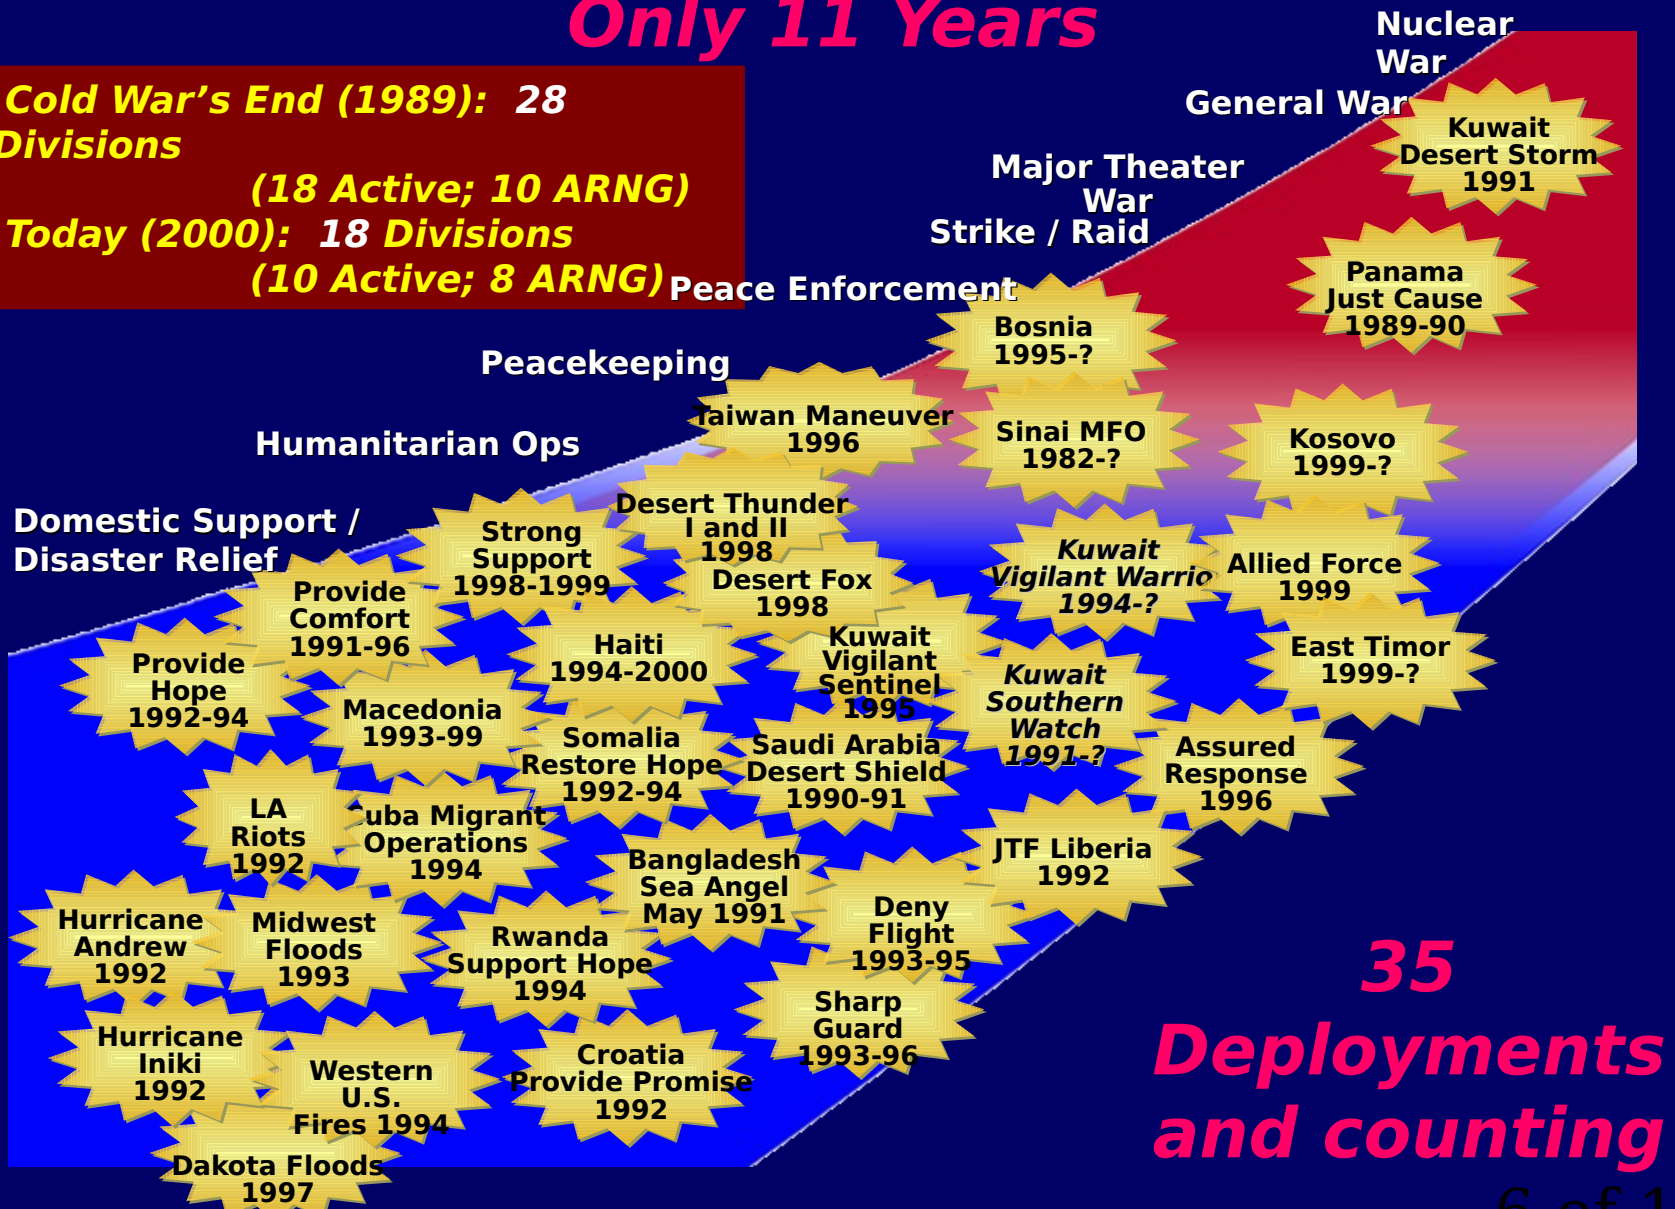 Only 11 Years
Cold War’s End (1989): 28
Divisions
(18 Active; 10 ARNG)
Today (2000): 18 Divisions
(10 Active; 8 ARNG)
Nuclear
War
General War
Major Theater
War
Strike / Raid
Peace Enforcement
Peacekeeping
Humanitarian Ops
Domestic Support /
Disaster Relief
Kuwait
Desert Storm
1991
Panama
Just Cause
1989-90
Bosnia
1995-?
Taiwan Maneuver
1996
Sinai MFO
1982-?
Kosovo
1999-?
Strong
Support
1998-1999
Desert Thunder
I and II
1998
Desert Fox
1998
Kuwait
Vigilant Warrio
1994-?
Allied Force
1999
Provide
Comfort
1991-96
Haiti
1994-2000
Kuwait
Vigilant
Sentinel
1995
East Timor
1999-?
Provide
Hope
1992-94
Macedonia
1993-99
Somalia
Restore Hope
1992-94
Saudi Arabia
Desert Shield
1990-91
Kuwait
Southern
Watch
1991-?
Assured
Response
1996
LA
Riots
1992
Cuba Migrant
Operations
1994
Bangladesh
Sea Angel
May 1991
JTF Liberia
1992
Hurricane
Andrew
1992
Midwest
Floods
1993
Rwanda
Support Hope
1994
Deny
Flight
1993-95
Sharp
Guard
1993-96
Hurricane
Iniki
1992
Western
U.S.
Fires 1994
Croatia
Provide Promise
1992
Dakota Floods
1997
35
Deployments
and counting
6 of 1